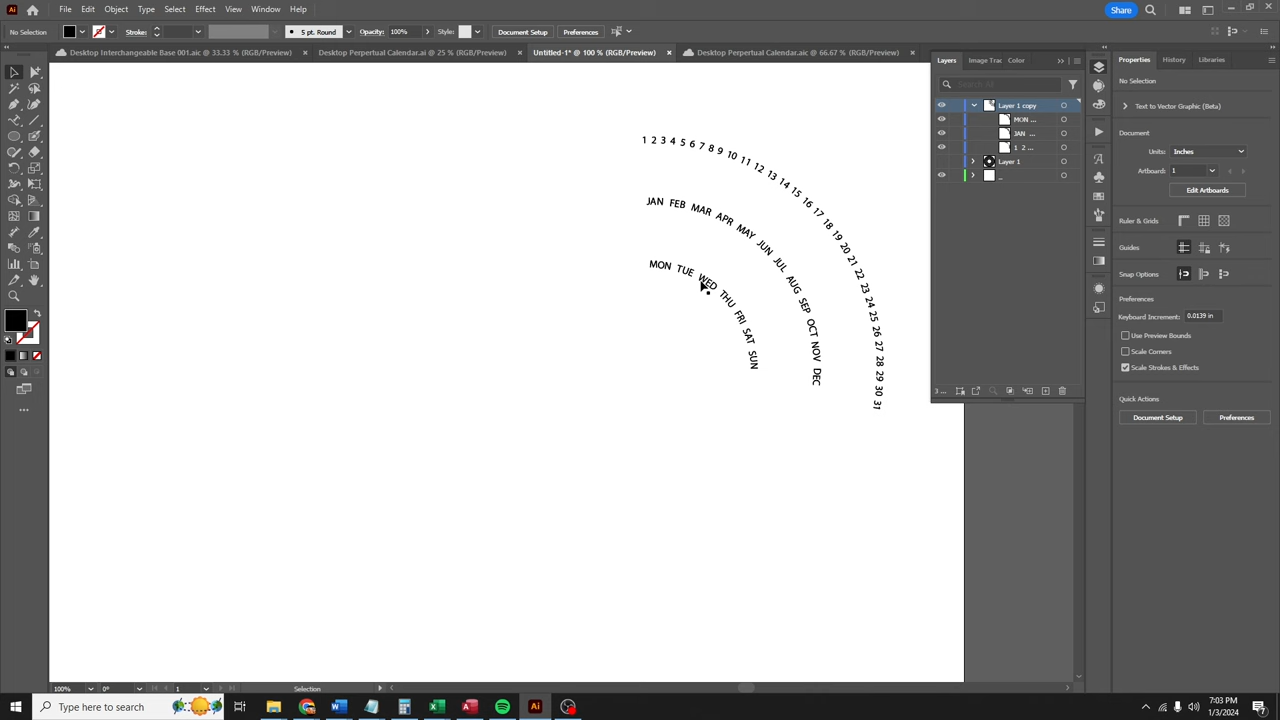 Ai File Edit Object Type Select Effect View Window Help Share
No Selection Stroke: 5 pt. Round Opacity: 100% Style: Document Setup Preferences
Desktop Interchangeable Base 001.ai @ 33.33 % (RGB/Preview) × Desktop Perpertual Calendar.ai @ 25 % (RGB/Preview) × Untitled-1* @ 100 % (RGB/Preview) × Desktop Perpertual Calendar.aic @ 66.67 % (RGB/Preview) ×
Layers Image Trac Color
Search All
Layer 1 copy
MON ...
JAN ...
1 2 ...
Layer 1
..
3 ...
Properties History Libraries
No Selection
Text to Vector Graphic (Beta)
Document
Units: Inches
Artboard: 1
Edit Artboards
Ruler & Grids
Guides
Snap Options
Preferences
Keyboard Increment: 0.0139 in
Use Preview Bounds
Scale Corners
Scale Strokes & Effects
Quick Actions
Document Setup Preferences
1 2 3 4 5 6 7 8 9 10 11 12 13 14 15 16 17 18 19 20 21 22 23 24 25 26 27 28 29 30 31
JAN FEB MAR APR MAY JUN JUL AUG SEP OCT NOV DEC
MON TUE WED THU FRI SAT SUN
100% 0° 1 Selection
Type here to search
7:03 PM
1/3/2024